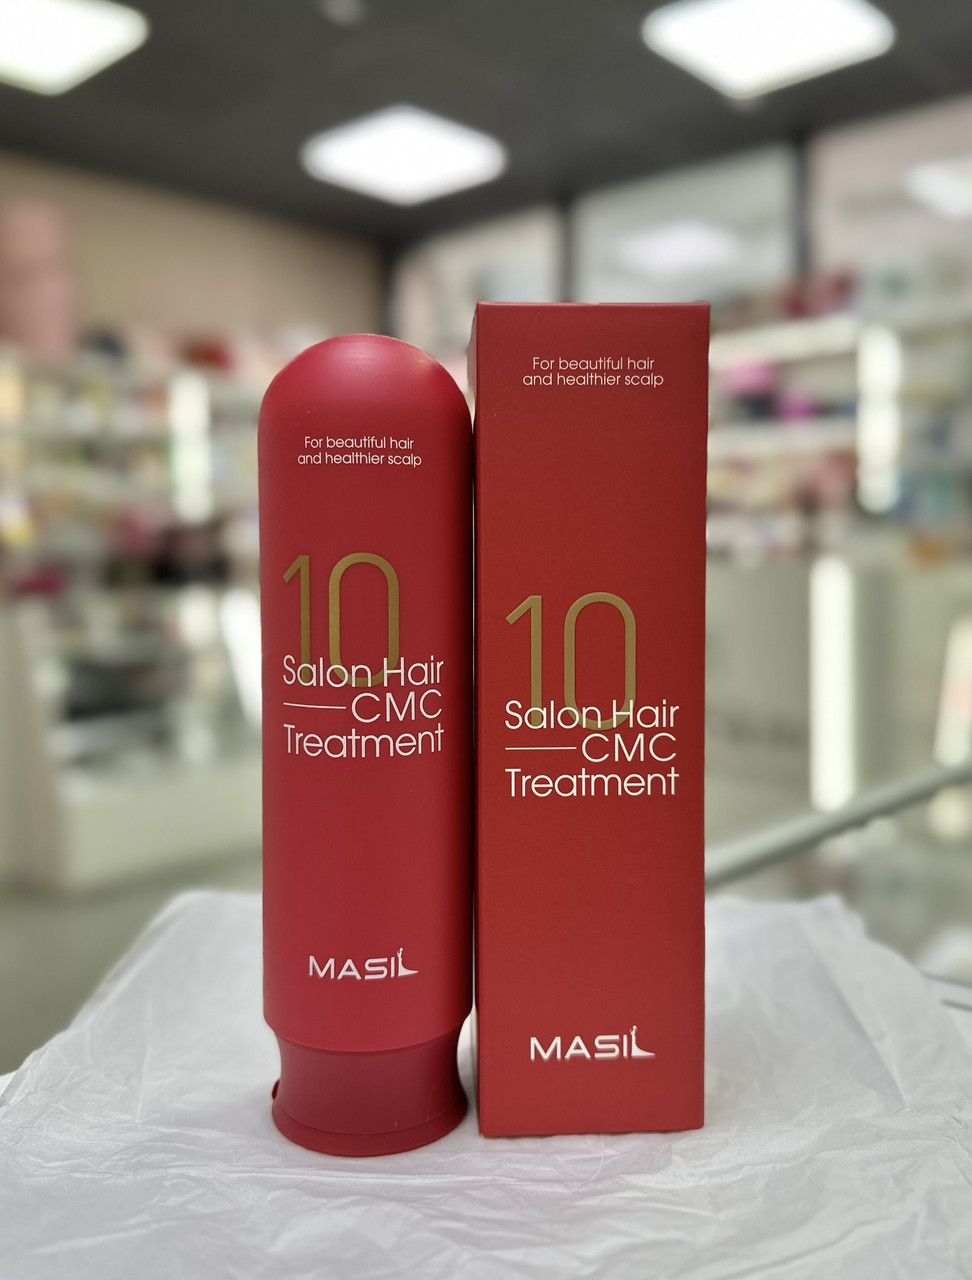 For beautiful hair
and healthier scalp
10
Salon Hair
CMC
Treatment
MASIL
For beautiful hair
and healthier scalp
10
Salon Hair
CMC
Treatment
MASIL